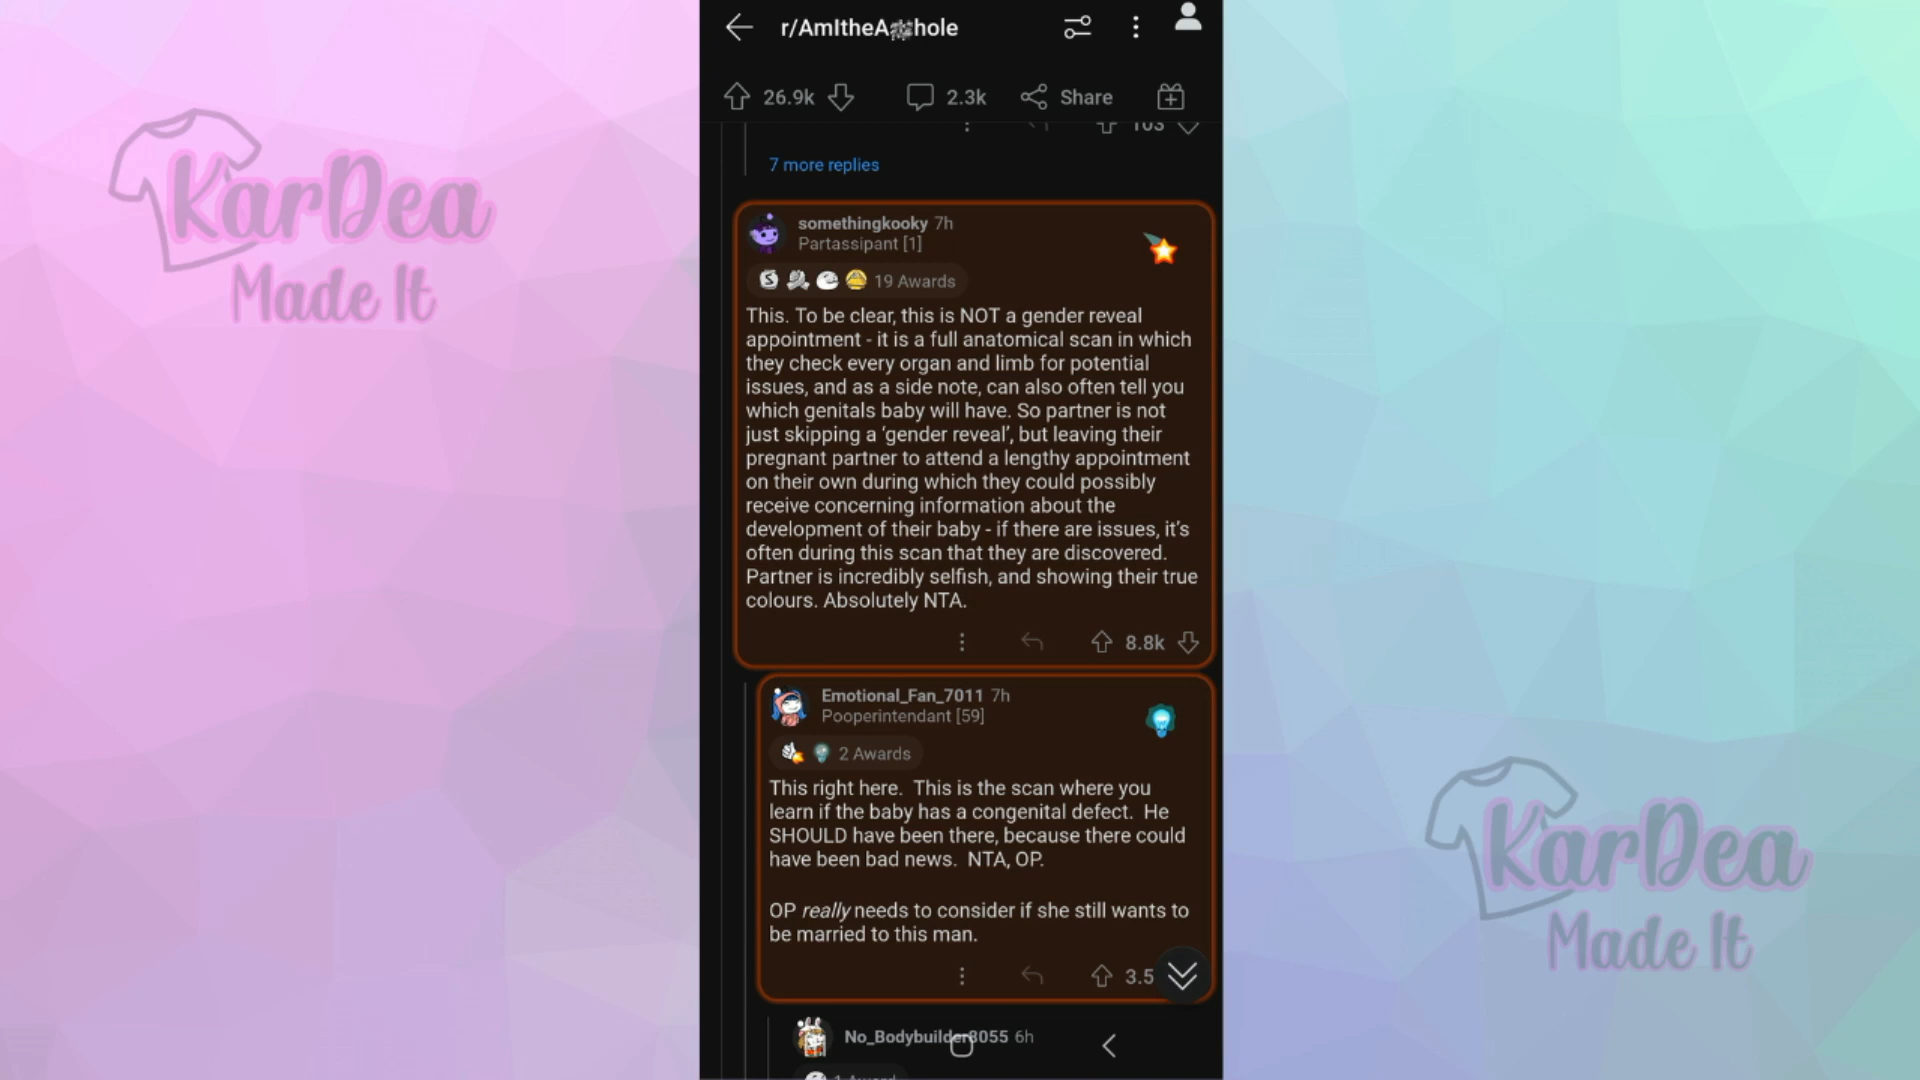 r/AmItheA hole
26.9k
2.3k
Share
103
7 more replies
KarDea
Made It
somethingkooky 7h
Partassipant [1]
19 Awards
This. To be clear, this is NOT a gender reveal
appointment - it is a full anatomical scan in which
they check every organ and limb for potential
issues, and as a side note, can also often tell you
which genitals baby will have. So partner is not
just skipping a ‘gender reveal’, but leaving their
pregnant partner to attend a lengthy appointment
on their own during which they could possibly
receive concerning information about the
development of their baby - if there are issues, it’s
often during this scan that they are discovered.
Partner is incredibly selfish, and showing their true
colours. Absolutely NTA.
8.8k
Emotional_Fan_7011 7h
Pooperintendant [59]
2 Awards
This right here. This is the scan where you
learn if the baby has a congenital defect. He
SHOULD have been there, because there could
have been bad news. NTA, OP.
OP really needs to consider if she still wants to
be married to this man.
3.5
No_Bodybuilder8055 6h
1 Award
KarDea
Made It